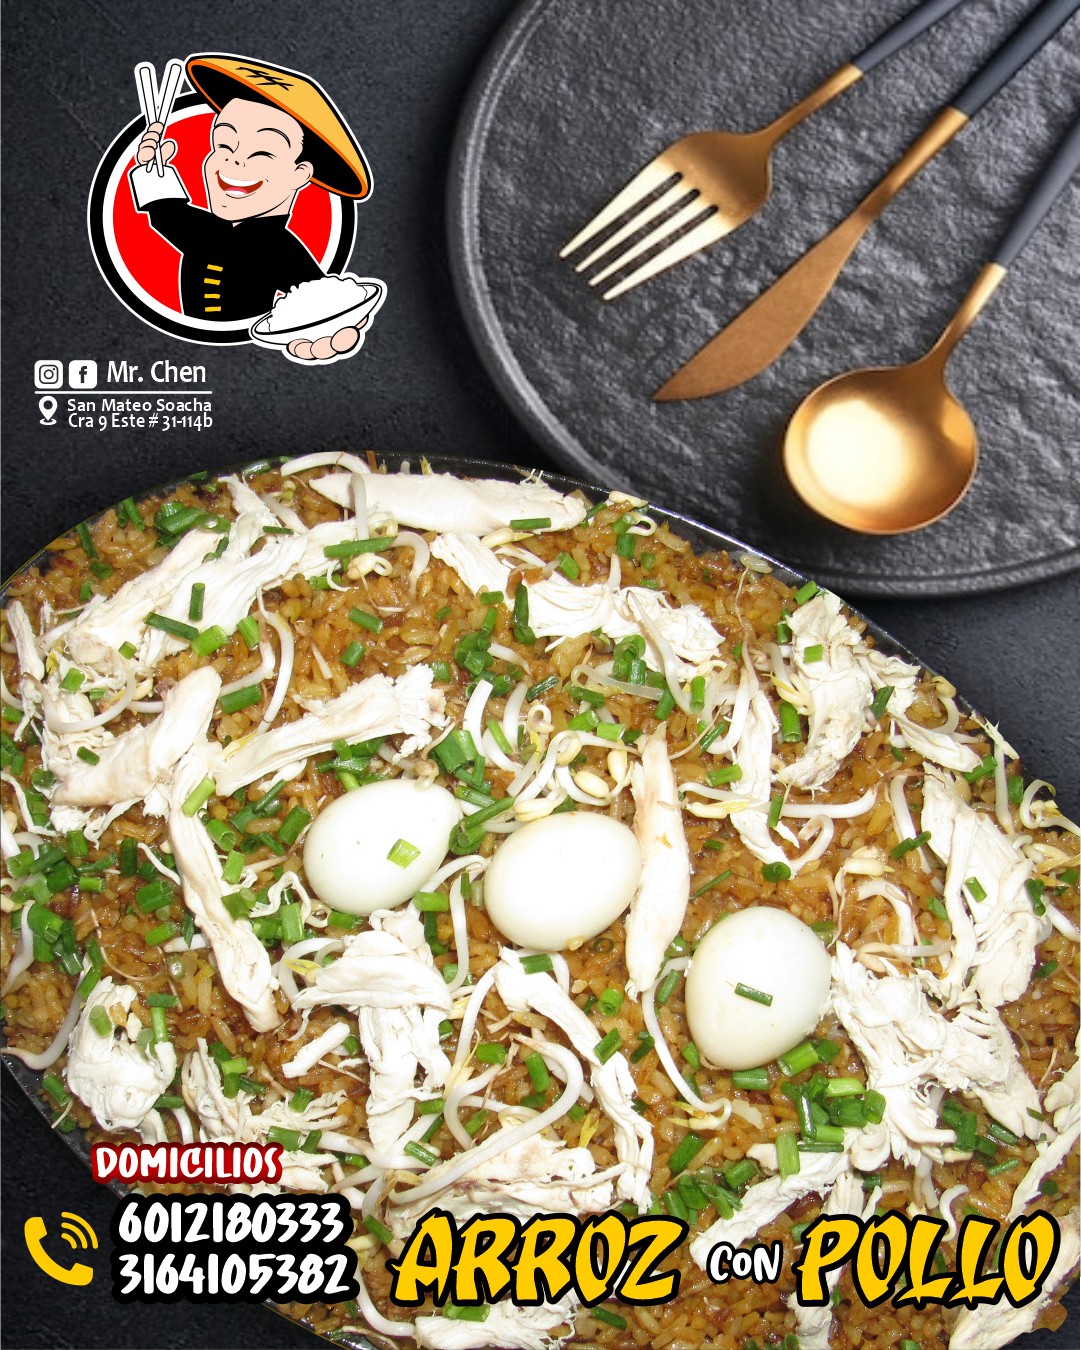 Mr. Chen
San Mateo Soacha
Cra 9 Este # 31-114b
DOMICILIOS
6012180333
3164105382
ARROZ CON POLLO